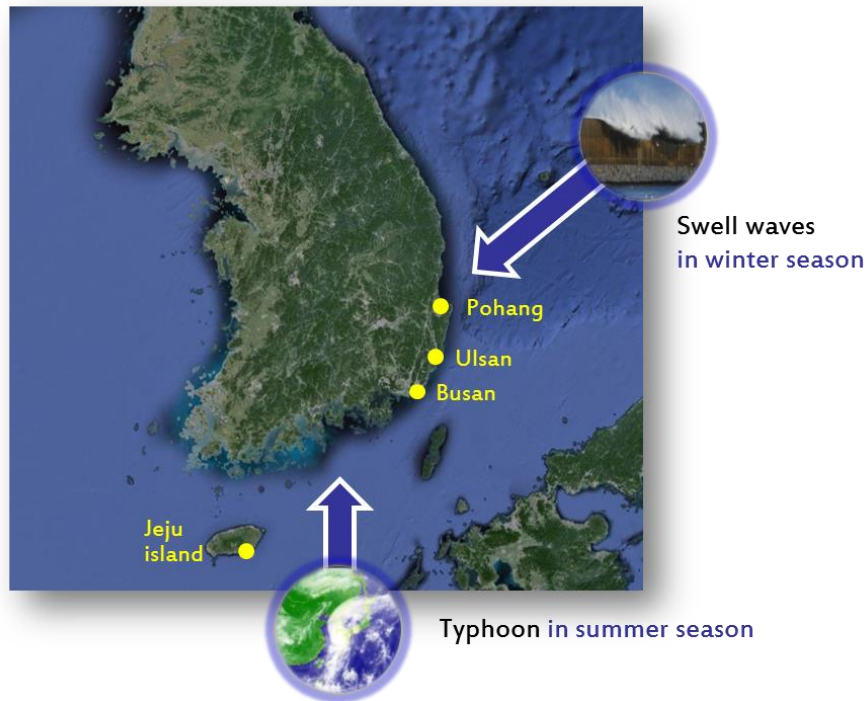 Swell waves
in winter season
Pohang
Ulsan
Busan
Jeju
island
Typhoon in summer season